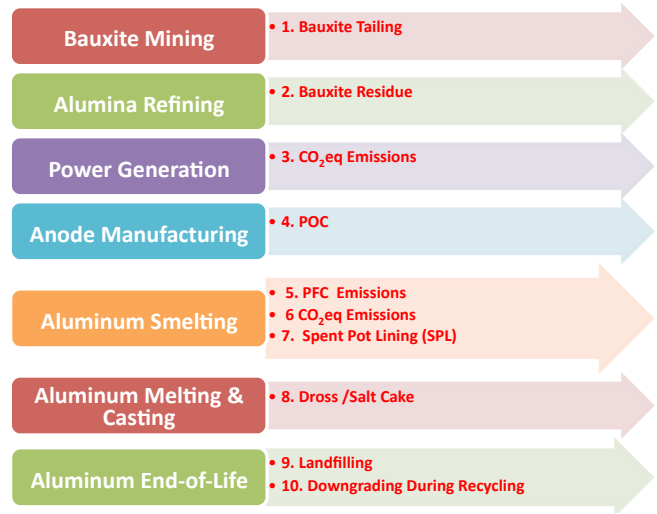 Bauxite Mining
• 1. Bauxite Tailing
Alumina Refining
• 2. Bauxite Residue
Power Generation
• 3. CO₂eq Emissions
Anode Manufacturing
• 4. POC
Aluminum Smelting
• 5. PFC Emissions
• 6 CO₂eq Emissions
• 7. Spent Pot Lining (SPL)
Aluminum Melting &
Casting
• 8. Dross /Salt Cake
Aluminum End-of-Life
• 9. Landfilling
• 10. Downgrading During Recycling